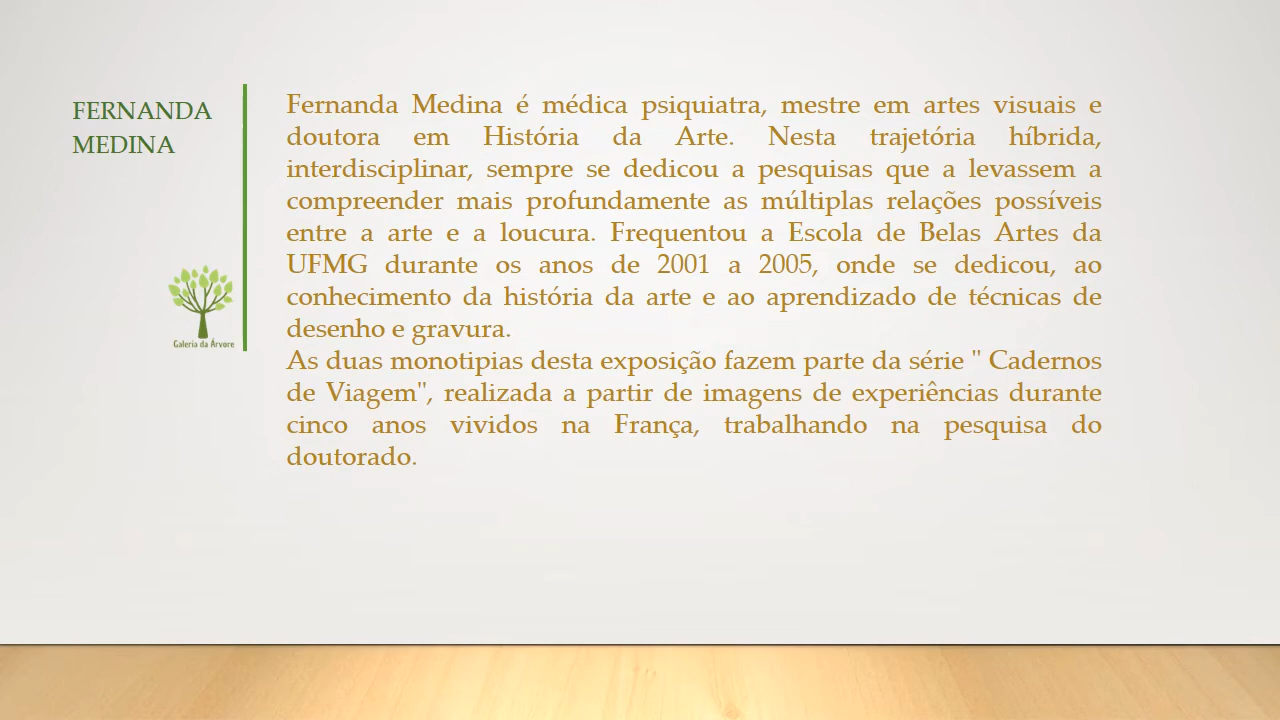 FERNANDA
MEDINA
Galeria da Árvore
Fernanda Medina é médica psiquiatra, mestre em artes visuais e
doutora em História da Arte. Nesta trajetória híbrida,
interdisciplinar, sempre se dedicou a pesquisas que a levassem a
compreender mais profundamente as múltiplas relações possíveis
entre a arte e a loucura. Frequentou a Escola de Belas Artes da
UFMG durante os anos de 2001 a 2005, onde se dedicou, ao
conhecimento da história da arte e ao aprendizado de técnicas de
desenho e gravura.
As duas monotipias desta exposição fazem parte da série " Cadernos
de Viagem", realizada a partir de imagens de experiências durante
cinco anos vividos na França, trabalhando na pesquisa do
doutorado.